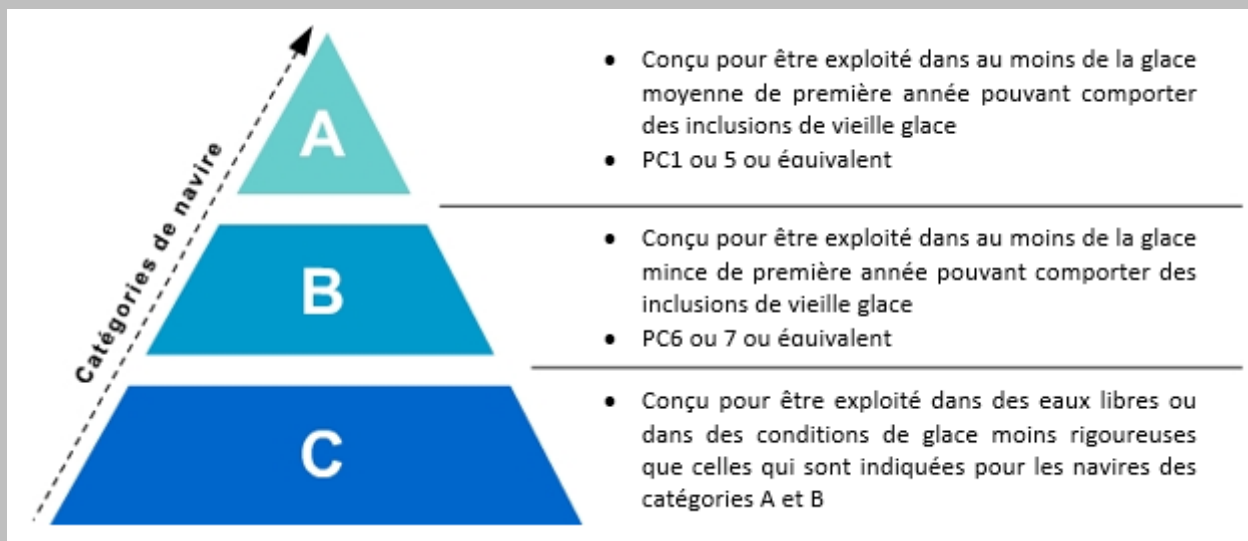 Catégories de navire
A
• Conçu pour être exploité dans au moins de la glace
moyenne de première année pouvant comporter
des inclusions de vieille glace
• PC1 ou 5 ou équivalent
B
• Conçu pour être exploité dans au moins de la glace
mince de première année pouvant comporter des
inclusions de vieille glace
• PC6 ou 7 ou équivalent
C
• Conçu pour être exploité dans des eaux libres ou
dans des conditions de glace moins rigoureuses
que celles qui sont indiquées pour les navires des
catégories A et B